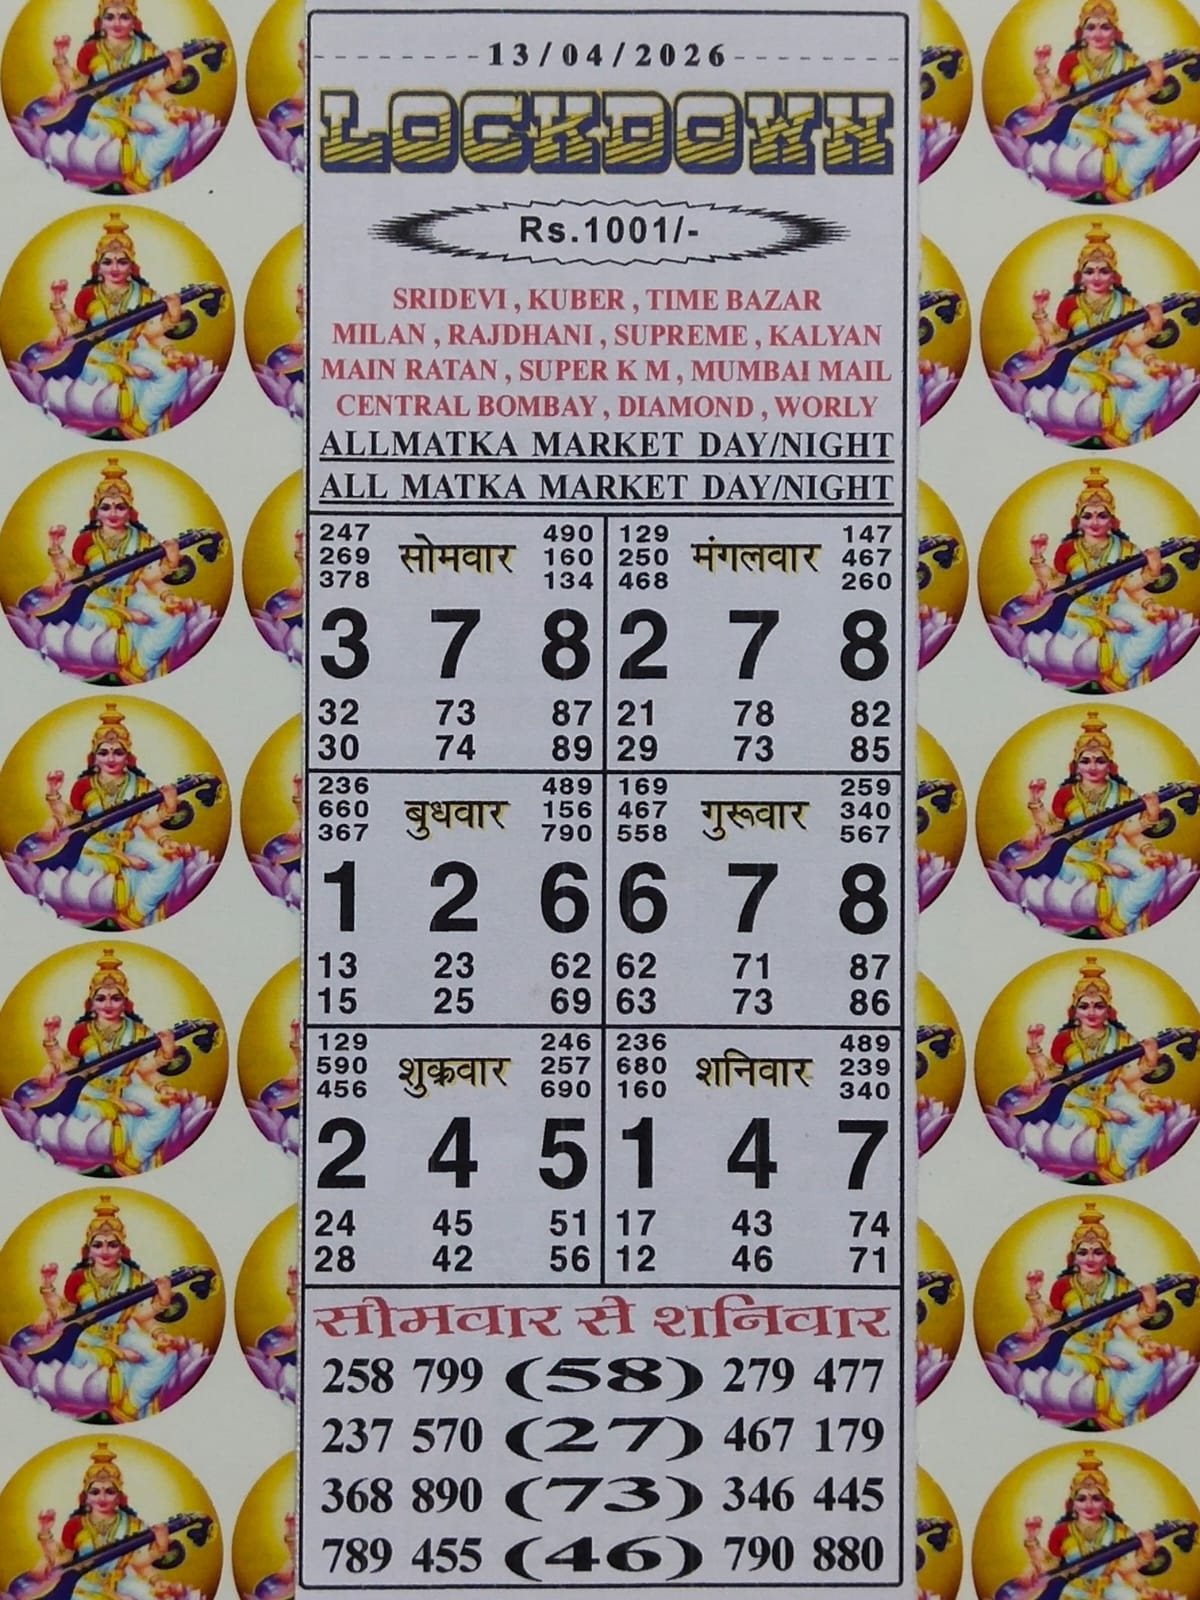 13/04/2026
LOCKDOWN
Rs.1001/-
SRIDEVI , KUBER , TIME BAZAR
MILAN , RAJDHANI , SUPREME , KALYAN
MAIN RATAN , SUPER K M , MUMBAI MAIL
CENTRAL BOMBAY , DIAMOND , WORLY
ALLMATKA MARKET DAY/NIGHT
ALL MATKA MARKET DAY/NIGHT
247 490
269 सोमवार 160
378 134
3 7 8
32 73 87
30 74 89
129 147
250 मंगलवार 467
468 260
2 7 8
21 78 82
29 73 85
236 489
660 बुधवार 156
367 790
1 2 6
13 23 62
15 25 69
169 259
467 गुरूवार 340
558 567
6 7 8
62 71 87
63 73 86
129 246
590 शुक्रवार 257
456 690
2 4 5
24 45 51
28 42 56
236 489
680 शनिवार 239
160 340
1 4 7
17 43 74
12 46 71
सोमवार से शनिवार
258 799 (58) 279 477
237 570 (27) 467 179
368 890 (73) 346 445
789 455 (46) 790 880